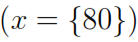 (x = {80})